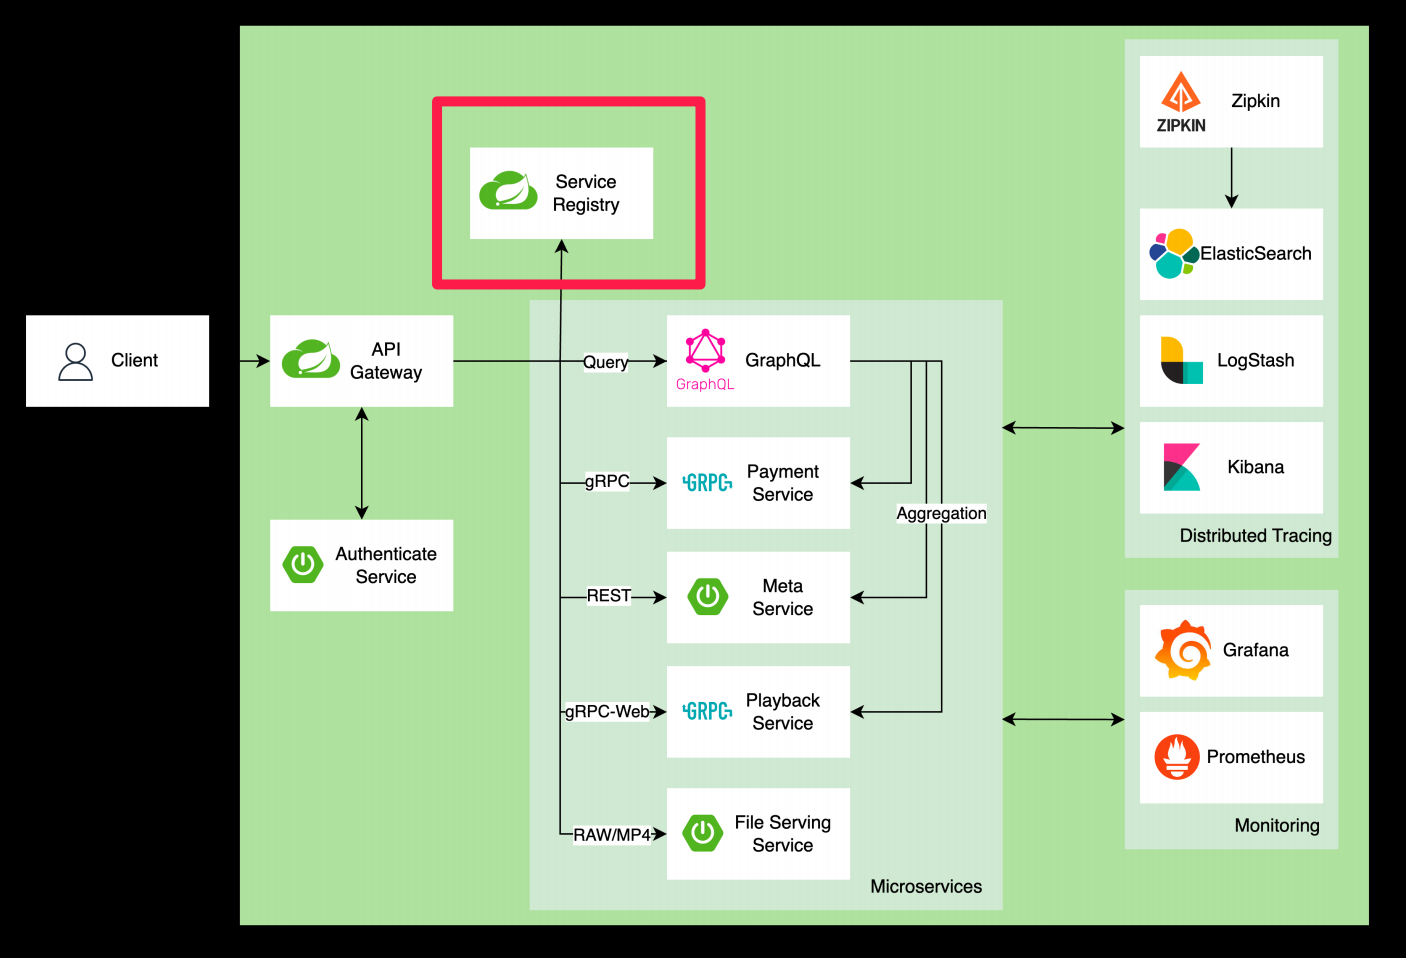 Zipkin
ZIPKIN
Service
Registry
ElasticSearch
Client
API
Gateway
Query
GraphQL
GraphQL
LogStash
gRPC
GRPC
Payment
Service
Kibana
Aggregation
Distributed Tracing
Authenticate
Service
REST
Meta
Service
Grafana
gRPC-Web
GRPC
Playback
Service
Prometheus
RAW/MP4
File Serving
Service
Monitoring
Microservices